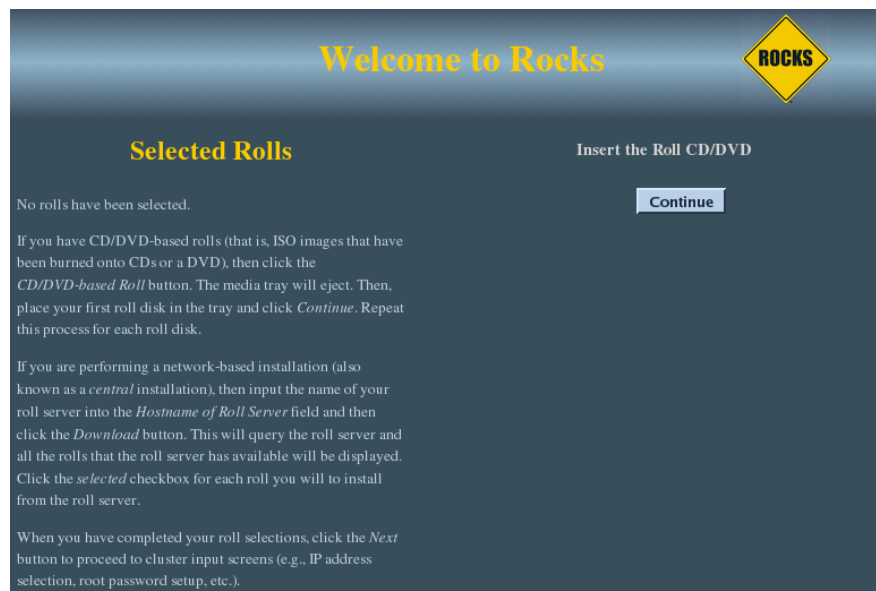 Welcome to Rocks
ROCKS
Selected Rolls
No rolls have been selected.
If you have CD/DVD-based rolls (that is, ISO images that have
been burned onto CDs or a DVD), then click the
CD/DVD-based Roll button. The media tray will eject. Then,
place your first roll disk in the tray and click Continue. Repeat
this process for each roll disk.
If you are performing a network-based installation (also
known as a central installation), then input the name of your
roll server into the Hostname of Roll Server field and then
click the Download button. This will query the roll server and
all the rolls that the roll server has available will be displayed.
Click the selected checkbox for each roll you will to install
from the roll server.
When you have completed your roll selections, click the Next
button to proceed to cluster input screens (e.g., IP address
selection, root password setup, etc.).
Insert the Roll CD/DVD
Continue